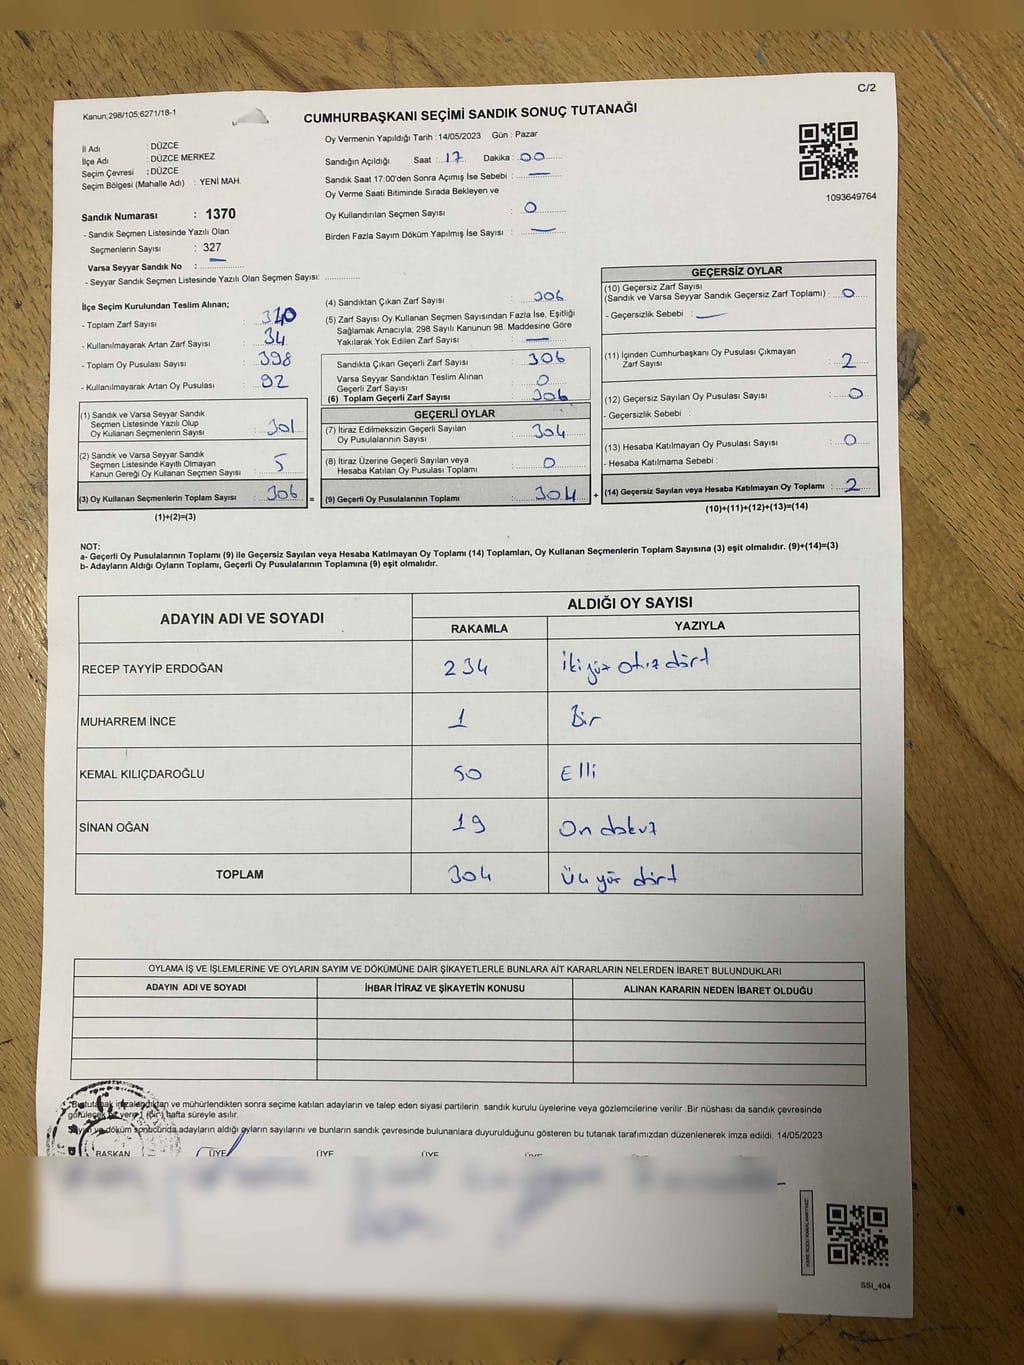 C/2
Kanun:298/105;6271/18-1
CUMHURBAŞKANI SEÇİMİ SANDIK SONUÇ TUTANAĞI
İl Adı : DÜZCE
İlçe Adı : DÜZCE MERKEZ
Seçim Çevresi : DÜZCE
Seçim Bölgesi (Mahalle Adı) : YENİ MAH.
Sandık Numarası : 1370
- Sandık Seçmen Listesinde Yazılı Olan
Seçmenlerin Sayısı : 327
Varsa Seyyar Sandık No : —
- Seyyar Sandık Seçmen Listesinde Yazılı Olan Seçmen Sayısı:
Oy Vermenin Yapıldığı Tarih : 14/05/2023 Gün : Pazar
Sandığın Açıldığı Saat : 17 Dakika : 00
Sandık Saat 17:00'den Sonra Açımış İse Sebebi : —
Oy Verme Saati Bitiminde Sırada Bekleyen ve
Oy Kullandırılan Seçmen Sayısı : 0
Birden Fazla Sayım Döküm Yapılmış İse Sayısı : —
1093649764
İlçe Seçim Kurulundan Teslim Alınan;
- Toplam Zarf Sayısı : 340
- Kullanılmayarak Artan Zarf Sayısı : 34
- Toplam Oy Pusulası Sayısı : 398
- Kullanılmayarak Artan Oy Pusulası : 92
(1) Sandık ve Varsa Seyyar Sandık
Seçmen Listesinde Yazılı Olup
Oy Kullanan Seçmenlerin Sayısı : 301
(2) Sandık ve Varsa Seyyar Sandık
Seçmen Listesinde Kayıtlı Olmayan
Kanun Gereği Oy Kullanan Seçmen Sayısı : 5
(3) Oy Kullanan Seçmenlerin Toplam Sayısı : 306 =
(1)+(2)=(3)
(4) Sandıktan Çıkan Zarf Sayısı : 306
(5) Zarf Sayısı Oy Kullanan Seçmen Sayısından Fazla İse, Eşitliği
Sağlamak Amacıyla; 298 Sayılı Kanunun 98. Maddesine Göre
Yakılarak Yok Edilen Zarf Sayısı : —
Sandıkta Çıkan Geçerli Zarf Sayısı : 306
Varsa Seyyar Sandıktan Teslim Alınan
Geçerli Zarf Sayısı : 0
(6) Toplam Geçerli Zarf Sayısı : 306
GEÇERLİ OYLAR
(7) İtiraz Edilmeksizin Geçerli Sayılan
Oy Pusulalarının Sayısı : 304
(8) İtiraz Üzerine Geçerli Sayılan veya
Hesaba Katılan Oy Pusulası Toplamı : 0
(9) Geçerli Oy Pusulalarının Toplamı : 304 +
GEÇERSİZ OYLAR
(10) Geçersiz Zarf Sayısı
(Sandık ve Varsa Seyyar Sandık Geçersiz Zarf Toplamı) : 0
- Geçersizlik Sebebi : —
(11) İçinden Cumhurbaşkanı Oy Pusulası Çıkmayan
Zarf Sayısı : 2
(12) Geçersiz Sayılan Oy Pusulası Sayısı : 0
- Geçersizlik Sebebi :
(13) Hesaba Katılmayan Oy Pusulası Sayısı : 0
- Hesaba Katılmama Sebebi :
(14) Geçersiz Sayılan veya Hesaba Katılmayan Oy Toplamı : 2
(10)+(11)+(12)+(13)=(14)
NOT:
a- Geçerli Oy Pusulalarının Toplamı (9) ile Geçersiz Sayılan veya Hesaba Katılmayan Oy Toplamı (14) Toplamları, Oy Kullanan Seçmenlerin Toplam Sayısına (3) eşit olmalıdır. (9)+(14)=(3)
b- Adayların Aldığı Oyların Toplamı, Geçerli Oy Pusulalarının Toplamına (9) eşit olmalıdır.
ADAYIN ADI VE SOYADI ALDIĞI OY SAYISI
RAKAMLA YAZIYLA
RECEP TAYYİP ERDOĞAN 234 İkiyüz otuz dört
MUHARREM İNCE 1 Bir
KEMAL KILIÇDAROĞLU 50 Elli
SİNAN OĞAN 19 On dokuz
TOPLAM 304 Üç yüz dört
OYLAMA İŞ VE İŞLEMLERİNE VE OYLARIN SAYIM VE DÖKÜMÜNE DAİR ŞİKAYETLERLE BUNLARA AİT KARARLARIN NELERDEN İBARET BULUNDUKLARI
ADAYIN ADI VE SOYADI İHBAR İTİRAZ VE ŞİKAYETİN KONUSU ALINAN KARARIN NEDEN İBARET OLDUĞU
Bu tutanak imzalandıktan ve mühürlendikten sonra seçime katılan adayların ve talep eden siyasi partilerin sandık kurulu üyelerine veya gözlemcilerine verilir. Bir nüshası da sandık çevresinde
görülecek bir yere 1 (bir) hafta süreyle asılır.
Sayım ve döküm sonucunda adayların aldığı oyların sayılarını ve bunların sandık çevresinde bulunanlara duyurulduğunu gösteren bu tutanak tarafımızdan düzenlenerek imza edildi. 14/05/2023
BAŞKAN ÜYE ÜYE ÜYE ÜYE
SSI_404